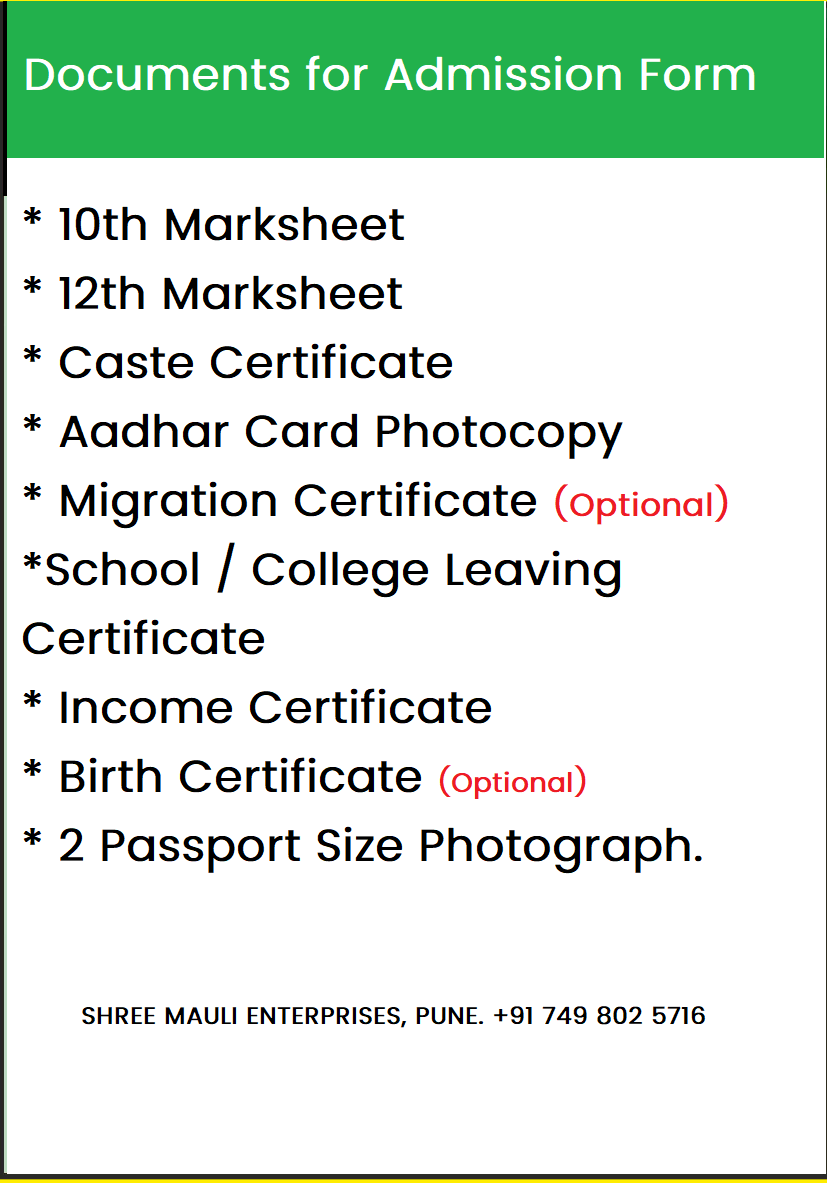 Documents for Admission Form
* 10th Marksheet
* 12th Marksheet
* Caste Certificate
* Aadhar Card Photocopy
* Migration Certificate (Optional)
*School / College Leaving
Certificate
* Income Certificate
* Birth Certificate (Optional)
* 2 Passport Size Photograph.
SHREE MAULI ENTERPRISES, PUNE. +91 749 802 5716